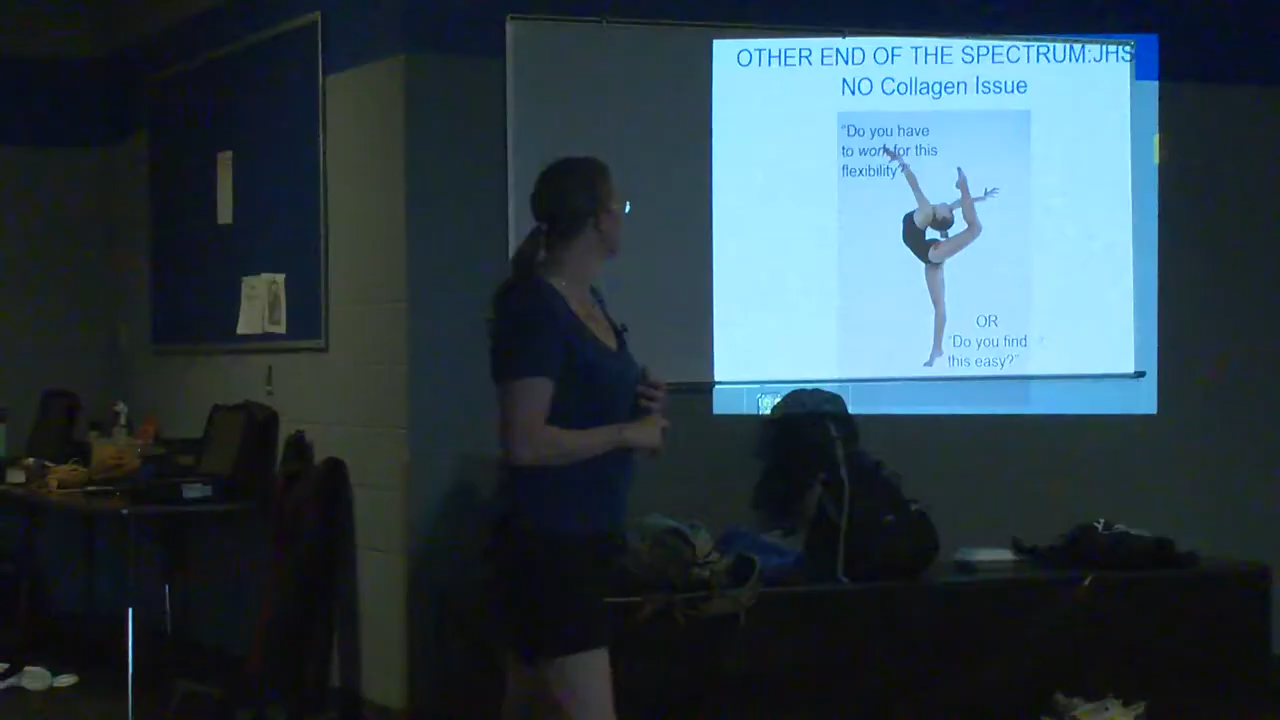 OTHER END OF THE SPECTRUM:JHS
NO Collagen Issue
"Do you have
to work for this
flexibility?"
OR
"Do you find
this easy?"